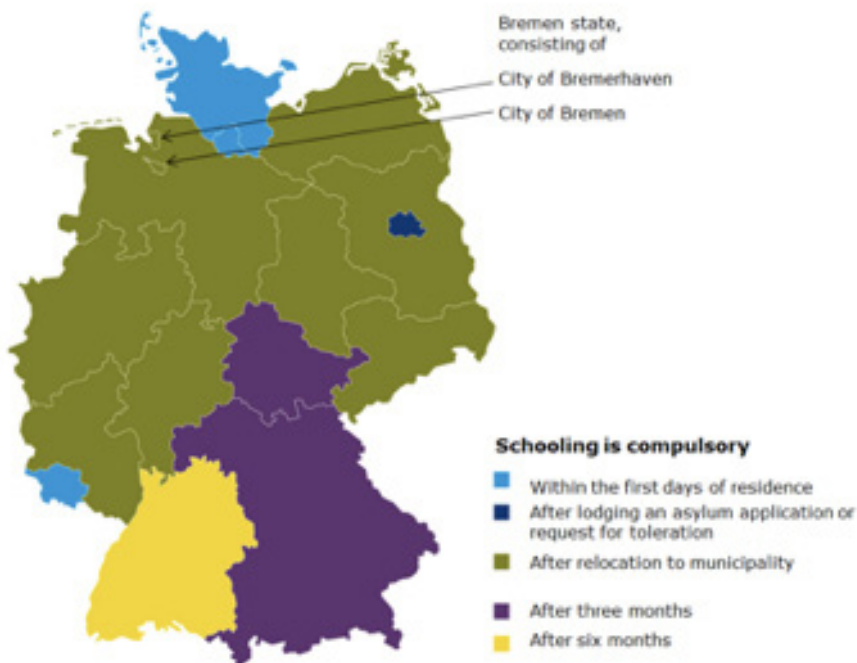 Bremen state,
consisting of
City of Bremerhaven
City of Bremen
Schooling is compulsory
Within the first days of residence
After lodging an asylum application or
request for toleration
After relocation to municipality
After three months
After six months